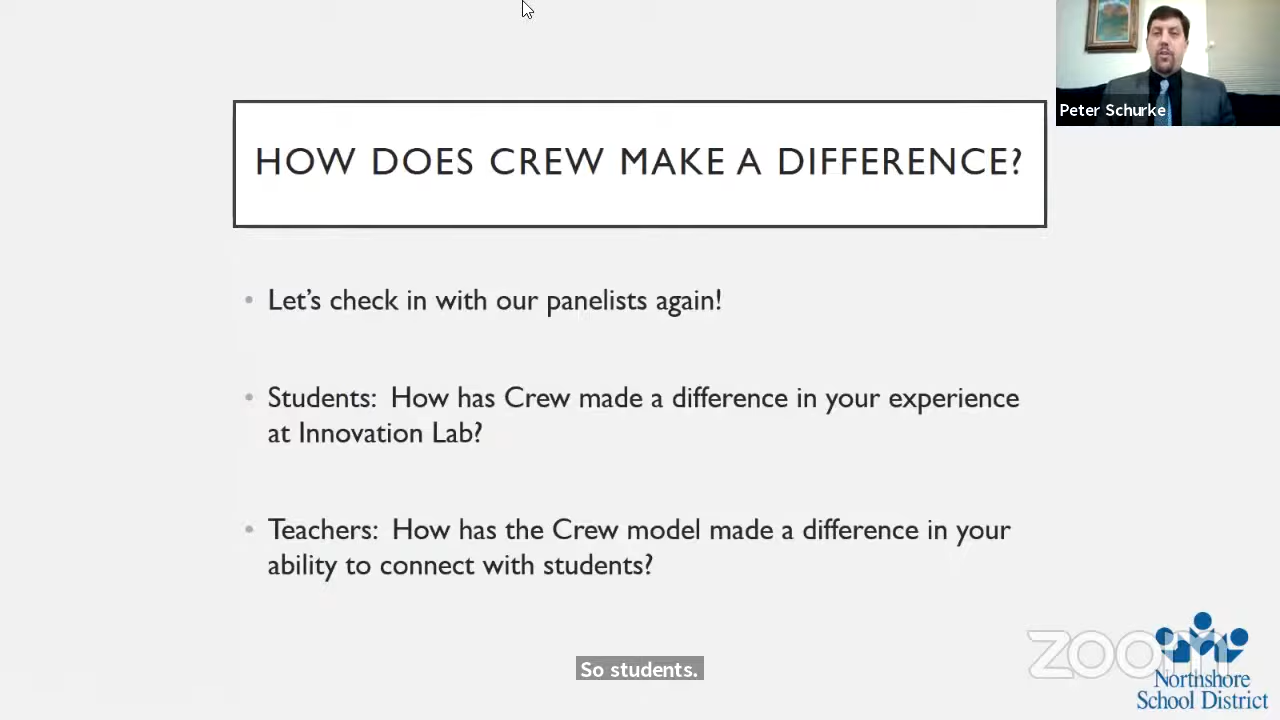 Peter Schurke
HOW DOES CREW MAKE A DIFFERENCE?
• Let's check in with our panelists again!
• Students:  How has Crew made a difference in your experience
at Innovation Lab?
• Teachers:  How has the Crew model made a difference in your
ability to connect with students?
So students.
zoom
Northshore
School District